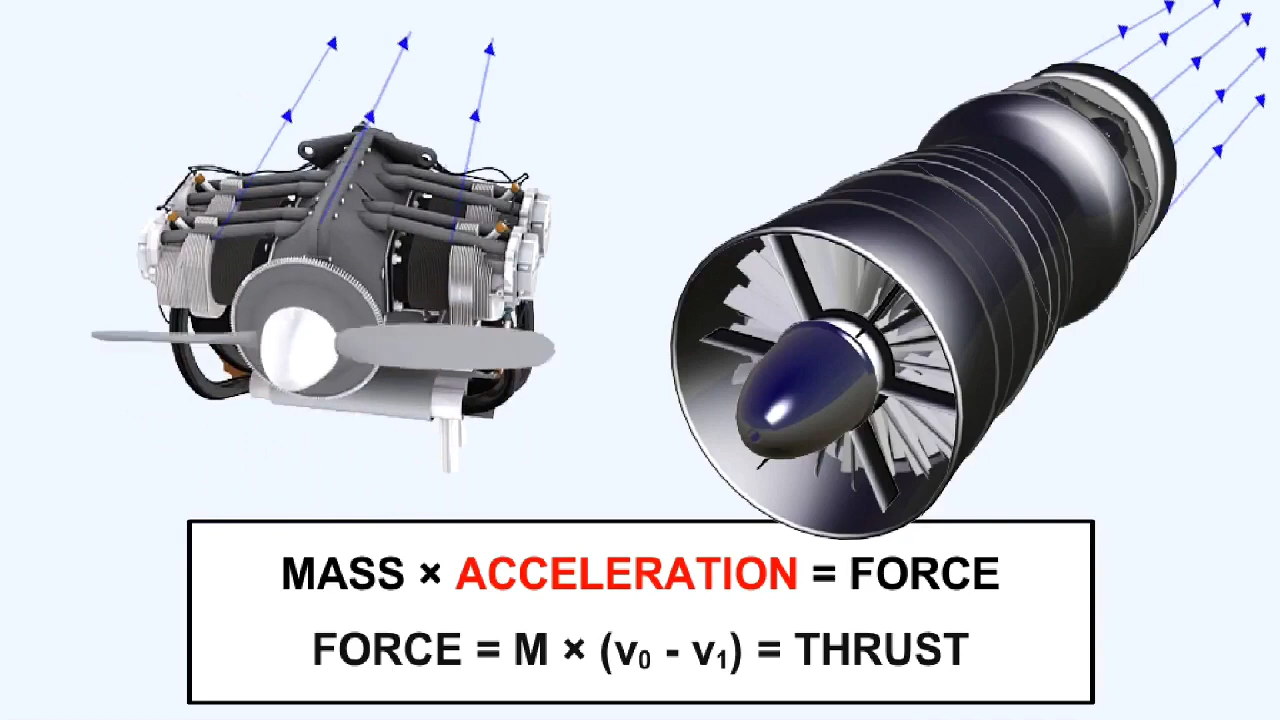 MASS × ACCELERATION = FORCE
FORCE = M × (v₀ - v₁) = THRUST